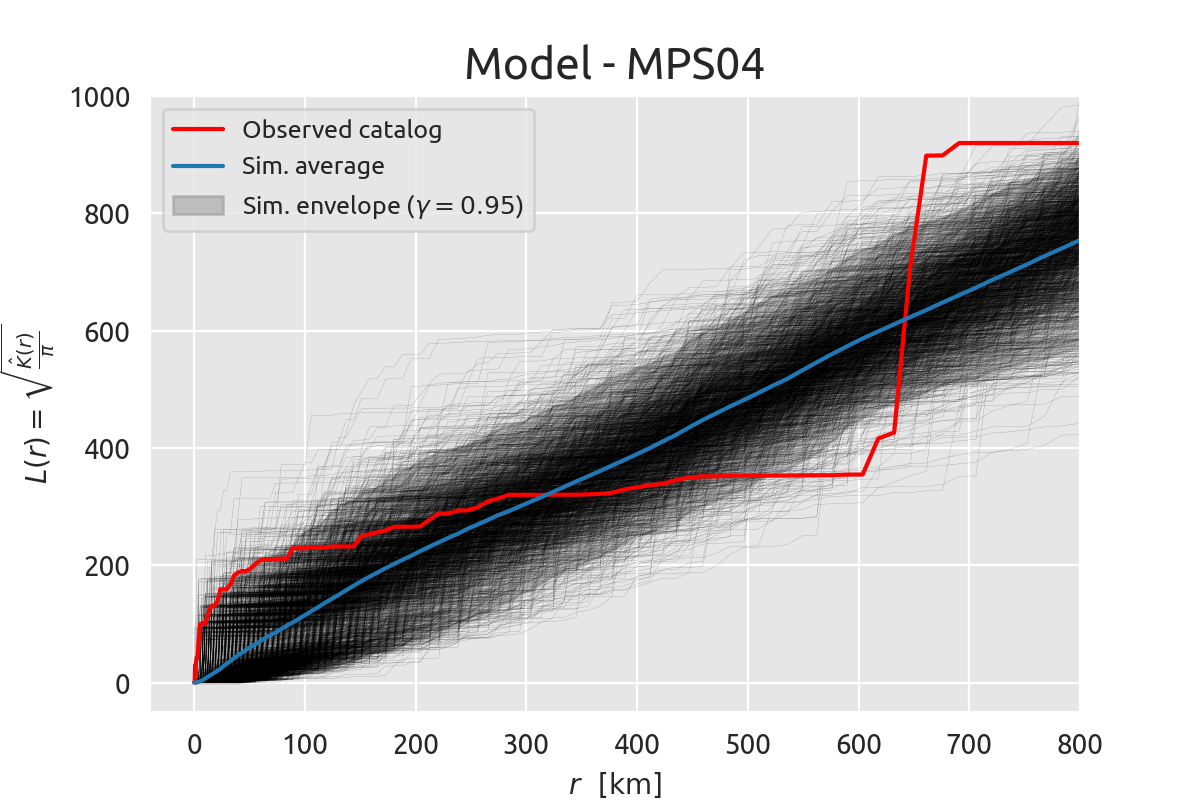 Model - MPS04
1000
800
600
400
200
0
L(r) = √(K̂(r)/π)
Observed catalog
Sim. average
Sim. envelope (γ = 0.95)
0 100 200 300 400 500 600 700 800
r [km]